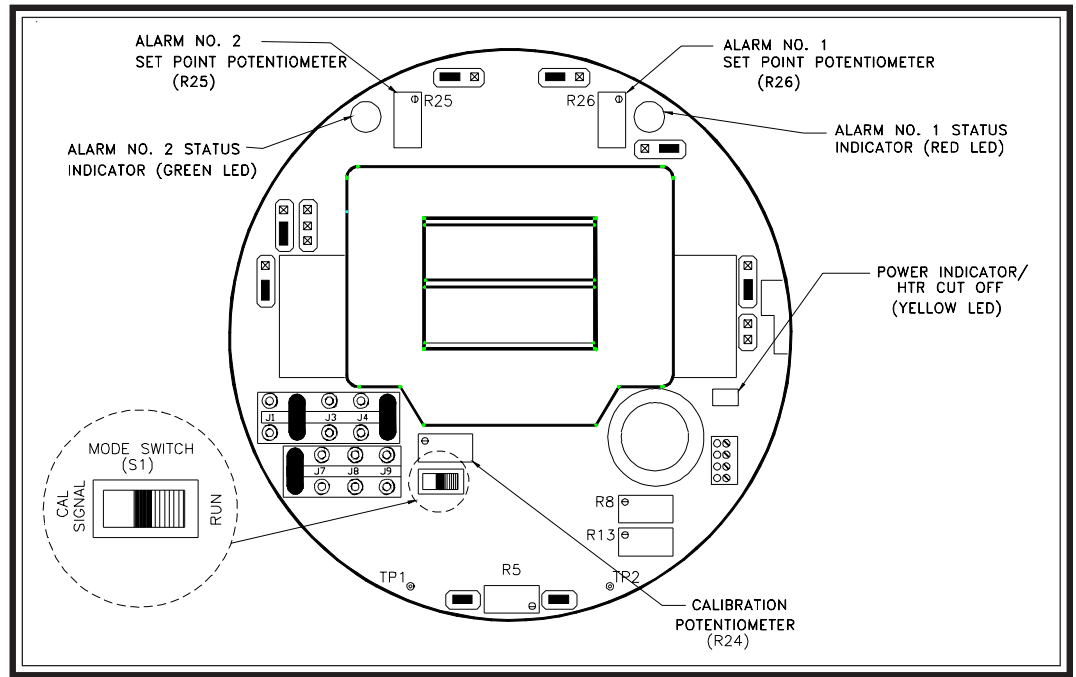 ALARM NO. 2
SET POINT POTENTIOMETER
(R25)
ALARM NO. 1
SET POINT POTENTIOMETER
(R26)
R25
R26
ALARM NO. 2 STATUS
INDICATOR (GREEN LED)
ALARM NO. 1 STATUS
INDICATOR (RED LED)
POWER INDICATOR/
HTR CUT OFF
(YELLOW LED)
J1
J3
J4
J7
J8
J9
MODE SWITCH
(S1)
CAL
SIGNAL
RUN
R8
R13
TP1
R5
TP2
CALIBRATION
POTENTIOMETER
(R24)